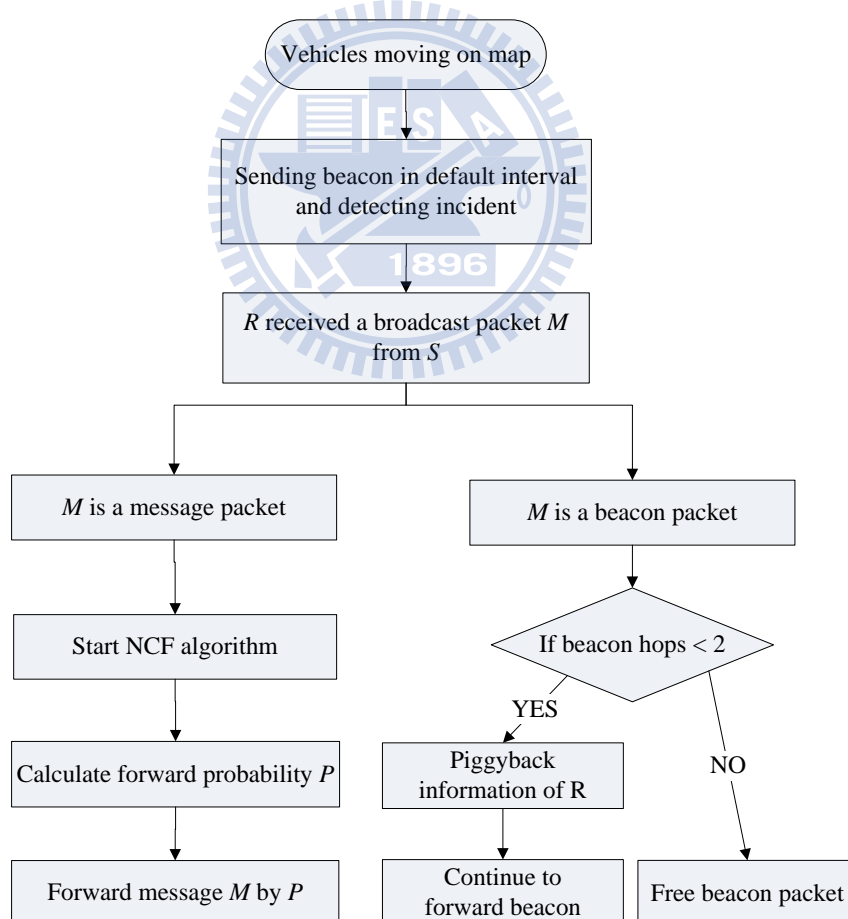 Vehicles moving on map
E S A
Sending beacon in default interval
and detecting incident
1896
R received a broadcast packet M
from S
M is a message packet
M is a beacon packet
Start NCF algorithm
If beacon hops < 2
YES
NO
Calculate forward probability P
Piggyback
information of R
Forward message M by P
Continue to
forward beacon
Free beacon packet